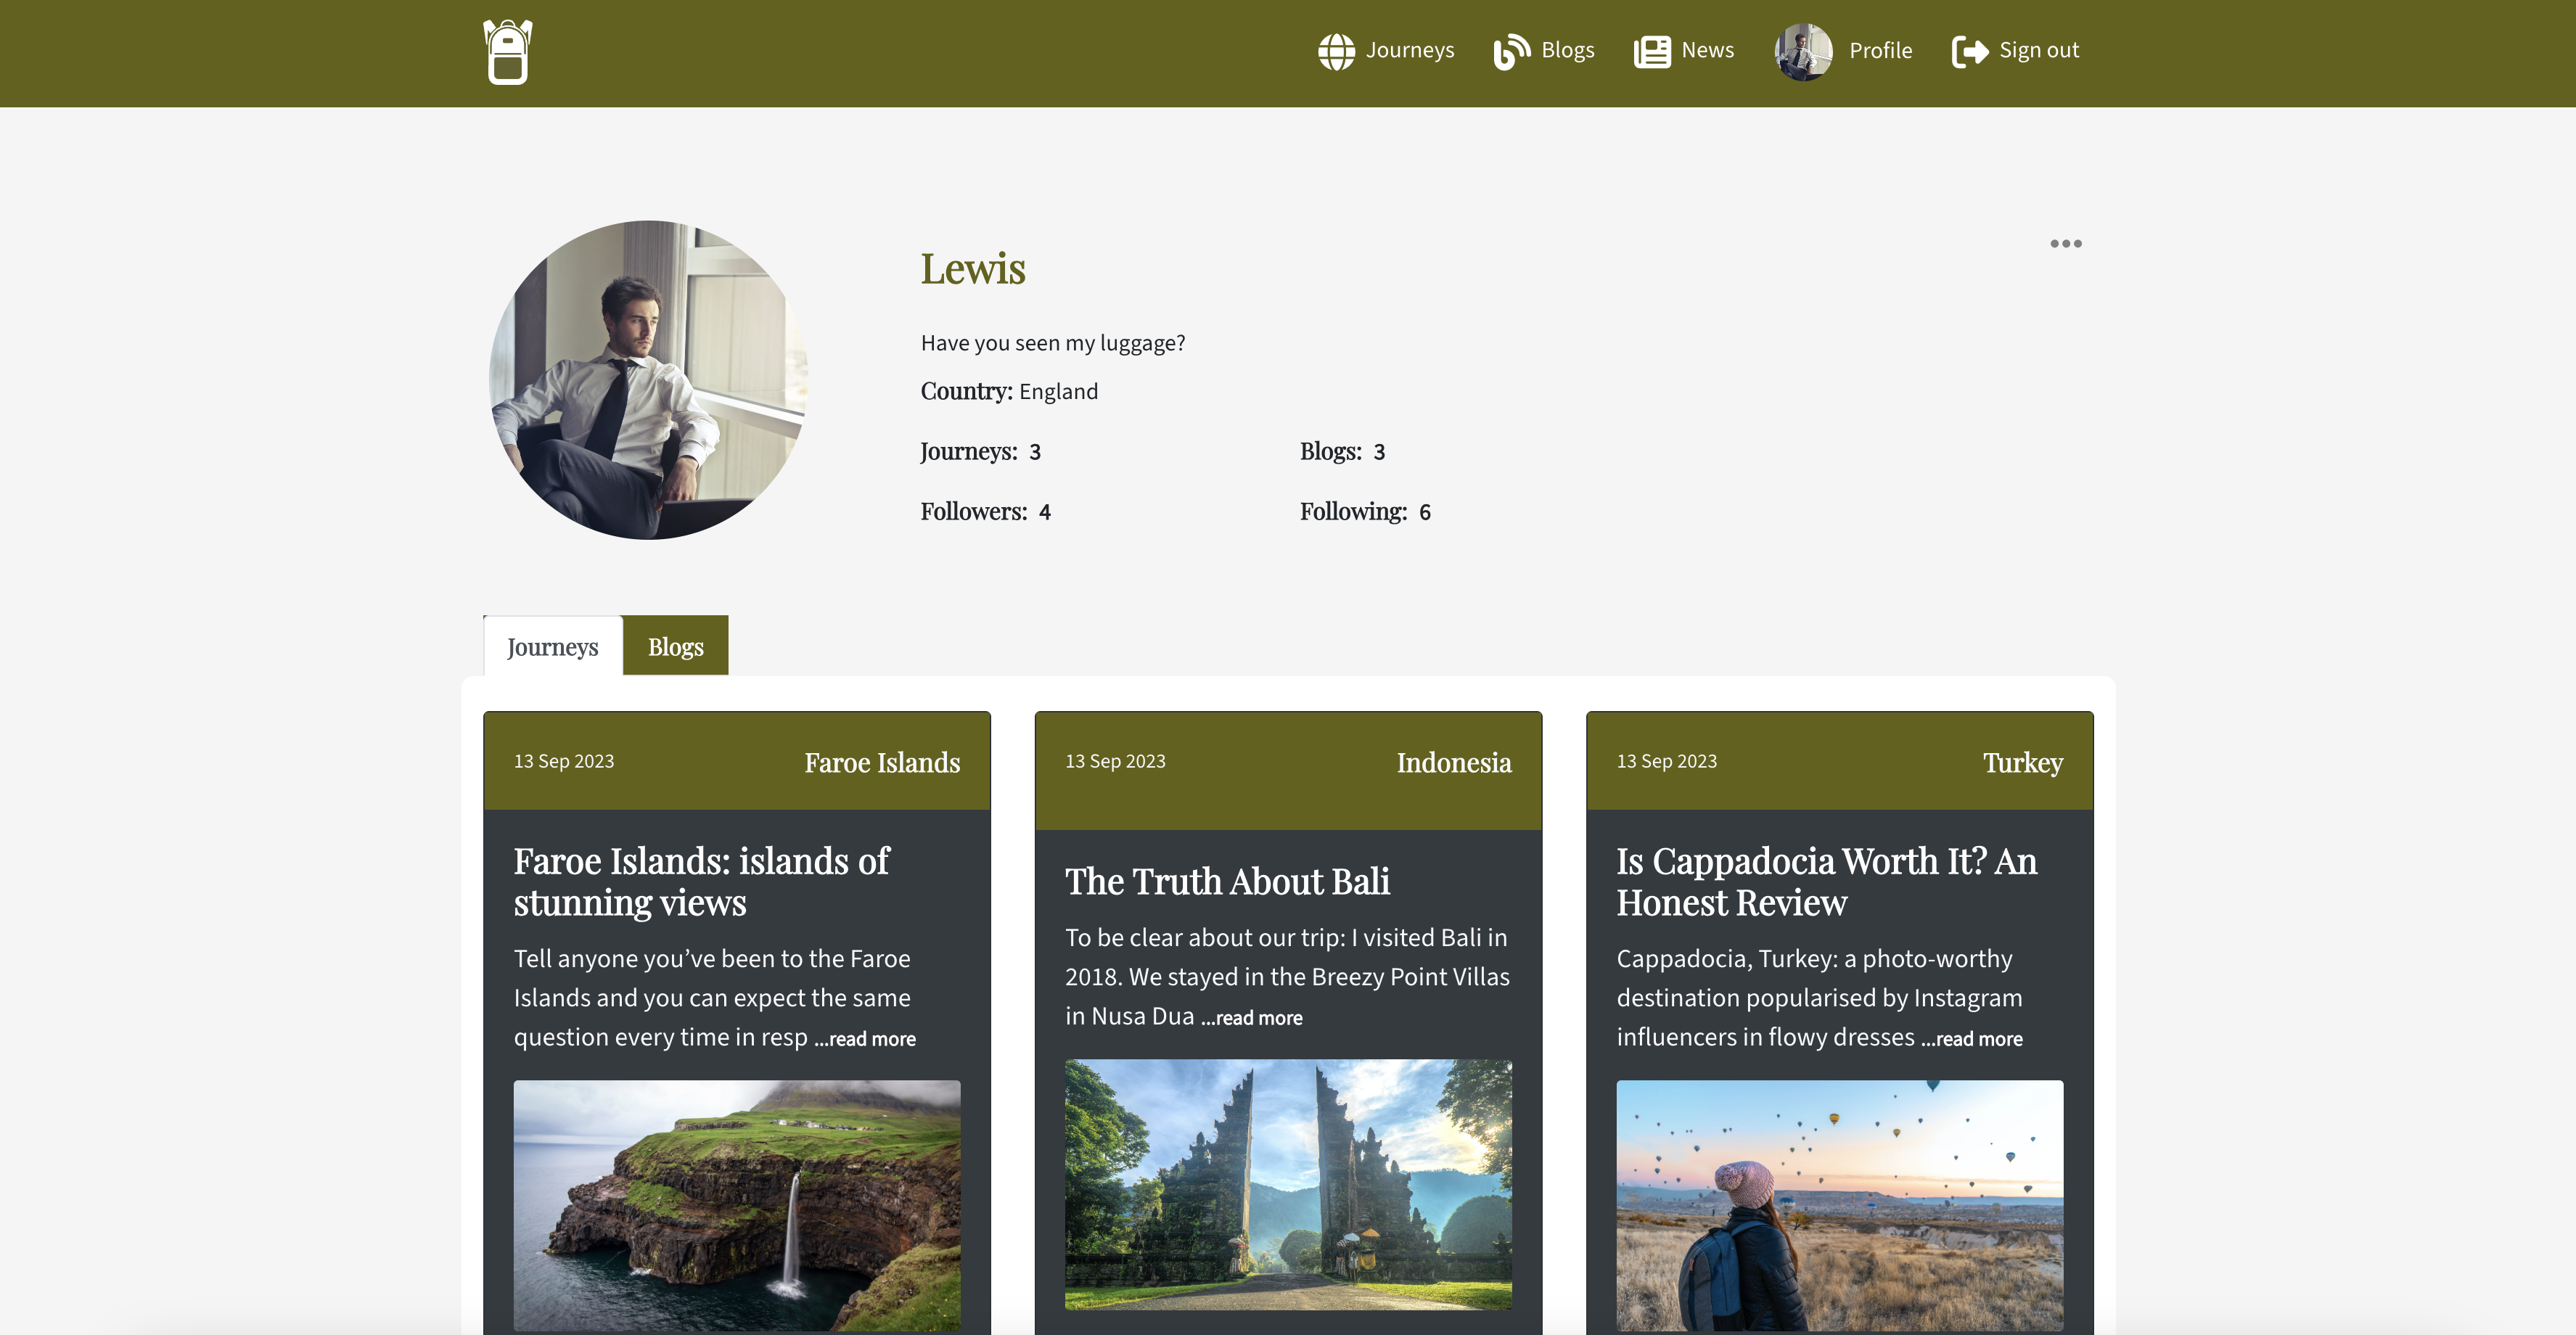 Journeys
Blogs
News
Profile
Sign out
Lewis
Have you seen my luggage?
Country: England
Journeys: 3
Blogs: 3
Followers: 4
Following: 6
Journeys
Blogs
13 Sep 2023
Faroe Islands
Faroe Islands: islands of
stunning views
Tell anyone you’ve been to the Faroe
Islands and you can expect the same
question every time in resp ...read more
13 Sep 2023
Indonesia
The Truth About Bali
To be clear about our trip: I visited Bali in
2018. We stayed in the Breezy Point Villas
in Nusa Dua ...read more
13 Sep 2023
Turkey
Is Cappadocia Worth It? An
Honest Review
Cappadocia, Turkey: a photo-worthy
destination popularised by Instagram
influencers in flowy dresses ...read more